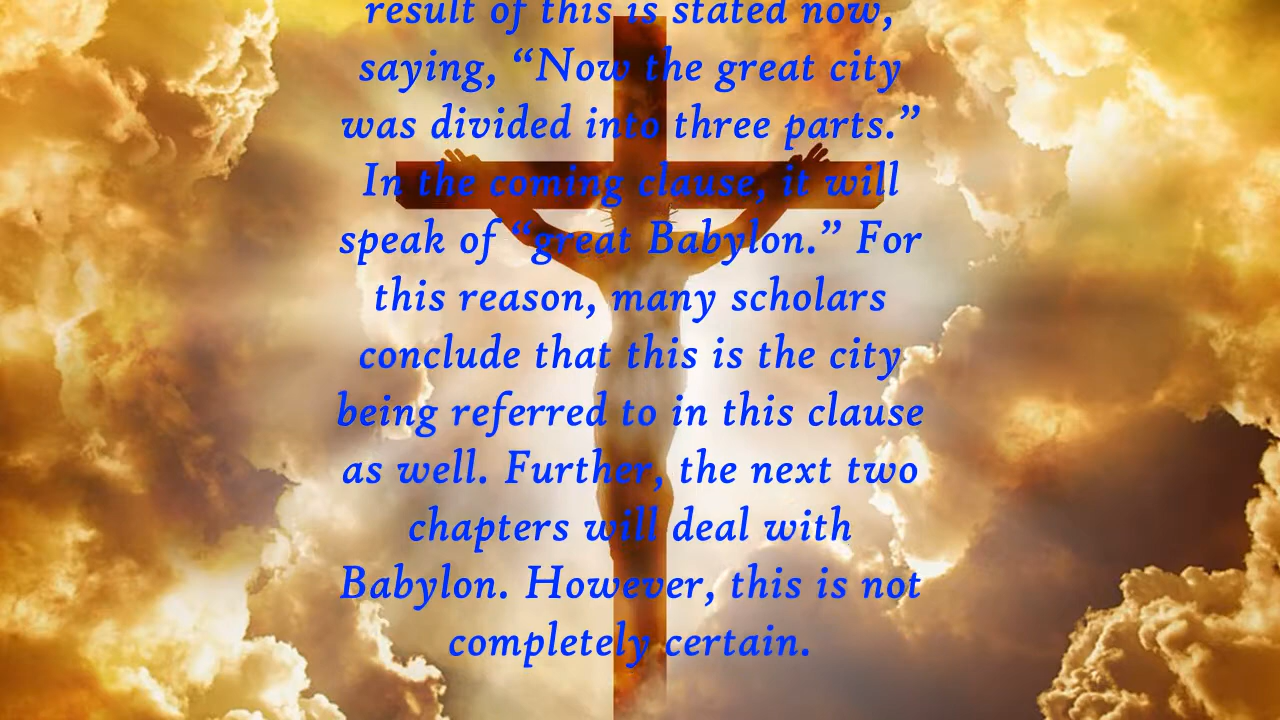 result of this is stated now,
saying, “Now the great city
was divided into three parts.”
In the coming clause, it will
speak of “great Babylon.” For
this reason, many scholars
conclude that this is the city
being referred to in this clause
as well. Further, the next two
chapters will deal with
Babylon. However, this is not
completely certain.